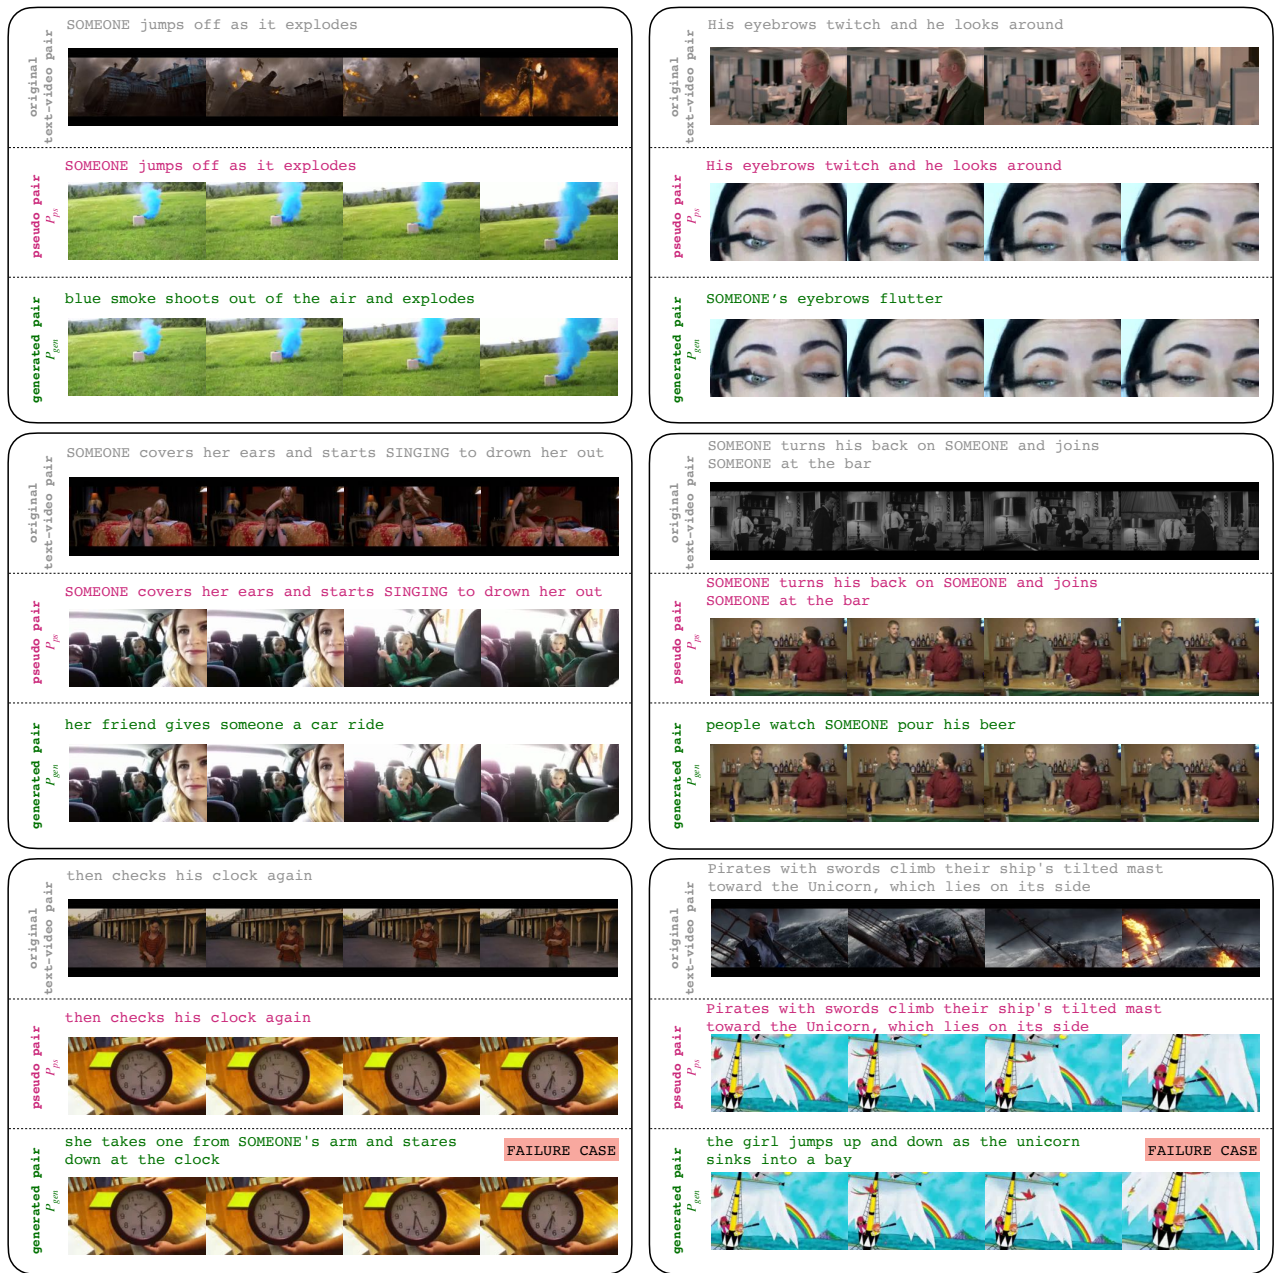 SOMEONE jumps off as it explodes
original
text-video pair
SOMEONE jumps off as it explodes
pseudo pair
P_ps
blue smoke shoots out of the air and explodes
generated pair
P_gen
His eyebrows twitch and he looks around
original
text-video pair
His eyebrows twitch and he looks around
pseudo pair
P_ps
SOMEONE’s eyebrows flutter
generated pair
P_gen
SOMEONE covers her ears and starts SINGING to drown her out
original
text-video pair
SOMEONE covers her ears and starts SINGING to drown her out
pseudo pair
P_ps
her friend gives someone a car ride
generated pair
P_gen
SOMEONE turns his back on SOMEONE and joins
SOMEONE at the bar
original
text-video pair
SOMEONE turns his back on SOMEONE and joins
SOMEONE at the bar
pseudo pair
P_ps
people watch SOMEONE pour his beer
generated pair
P_gen
then checks his clock again
original
text-video pair
then checks his clock again
pseudo pair
P_ps
she takes one from SOMEONE's arm and stares
down at the clock
FAILURE CASE
generated pair
P_gen
Pirates with swords climb their ship's tilted mast
toward the Unicorn, which lies on its side
original
text-video pair
Pirates with swords climb their ship's tilted mast
toward the Unicorn, which lies on its side
pseudo pair
P_ps
the girl jumps up and down as the unicorn
sinks into a bay
FAILURE CASE
generated pair
P_gen